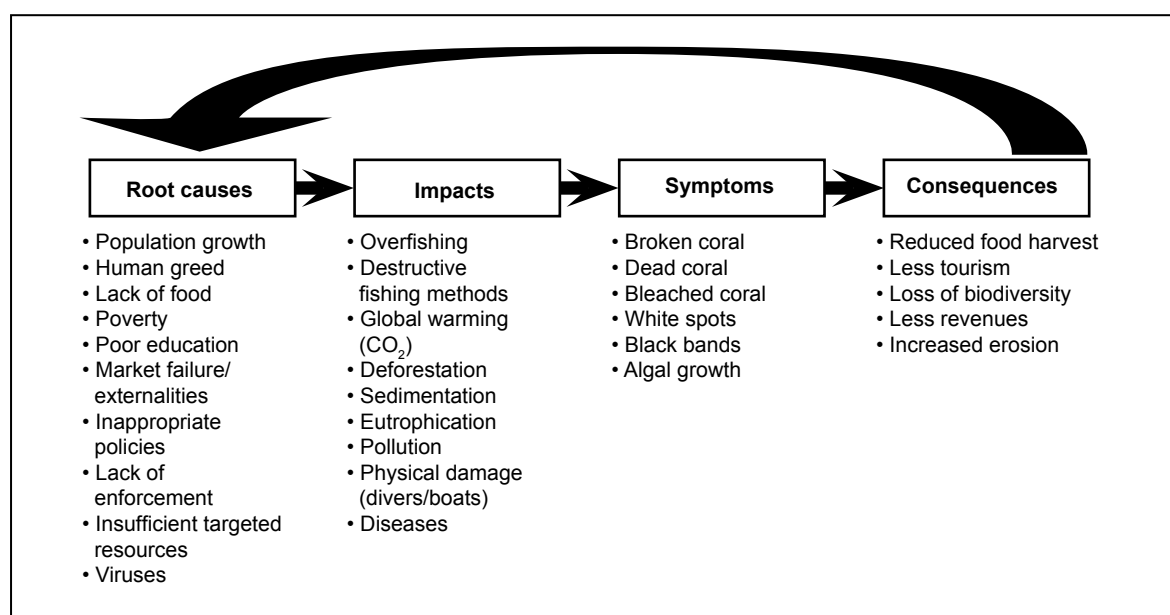 Root causes
• Population growth
• Human greed
• Lack of food
• Poverty
• Poor education
• Market failure/
externalities
• Inappropriate
policies
• Lack of
enforcement
• Insufficient targeted
resources
• Viruses
Impacts
• Overfishing
• Destructive
fishing methods
• Global warming
(CO₂)
• Deforestation
• Sedimentation
• Eutrophication
• Pollution
• Physical damage
(divers/boats)
• Diseases
Symptoms
• Broken coral
• Dead coral
• Bleached coral
• White spots
• Black bands
• Algal growth
Consequences
• Reduced food harvest
• Less tourism
• Loss of biodiversity
• Less revenues
• Increased erosion